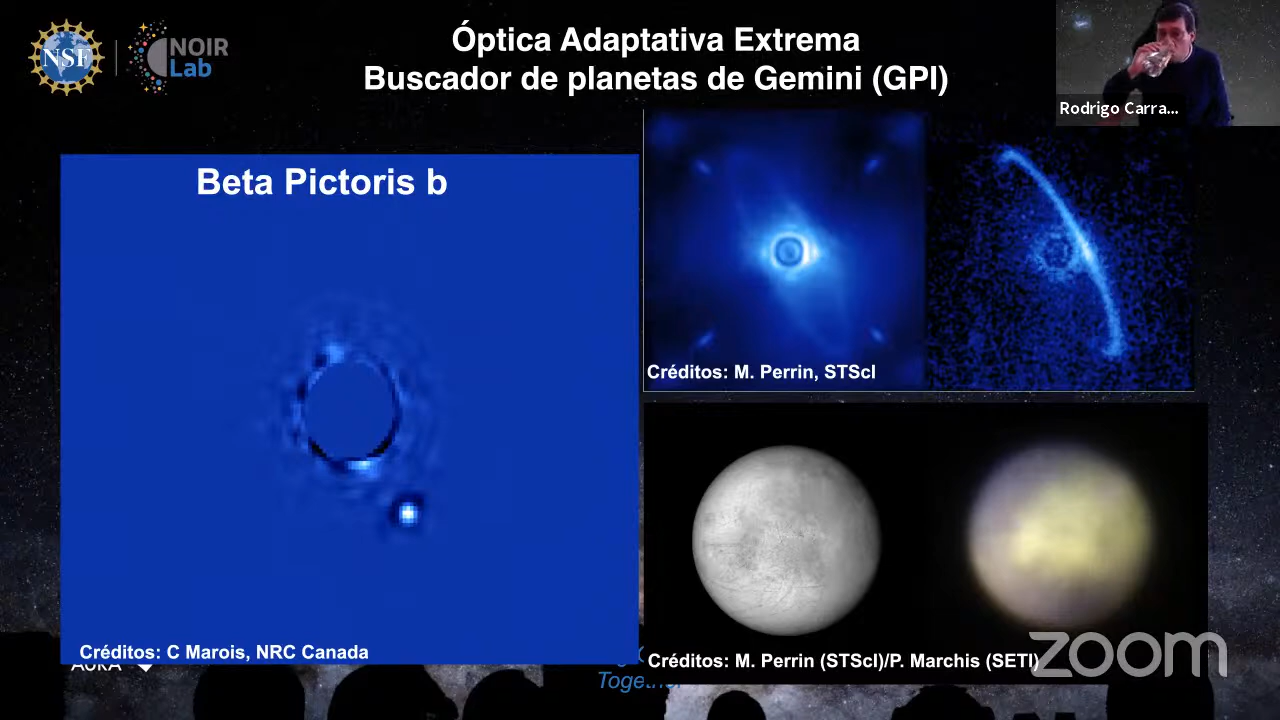 NSF
NOIR
Lab
Óptica Adaptativa Extrema
Buscador de planetas de Gemini (GPI)
Rodrigo Carra...
Beta Pictoris b
Créditos: M. Perrin, STScI
Créditos: C Marois, NRC Canada
AURA
Créditos: M. Perrin (STScI)/P. Marchis (SETI)
zoom